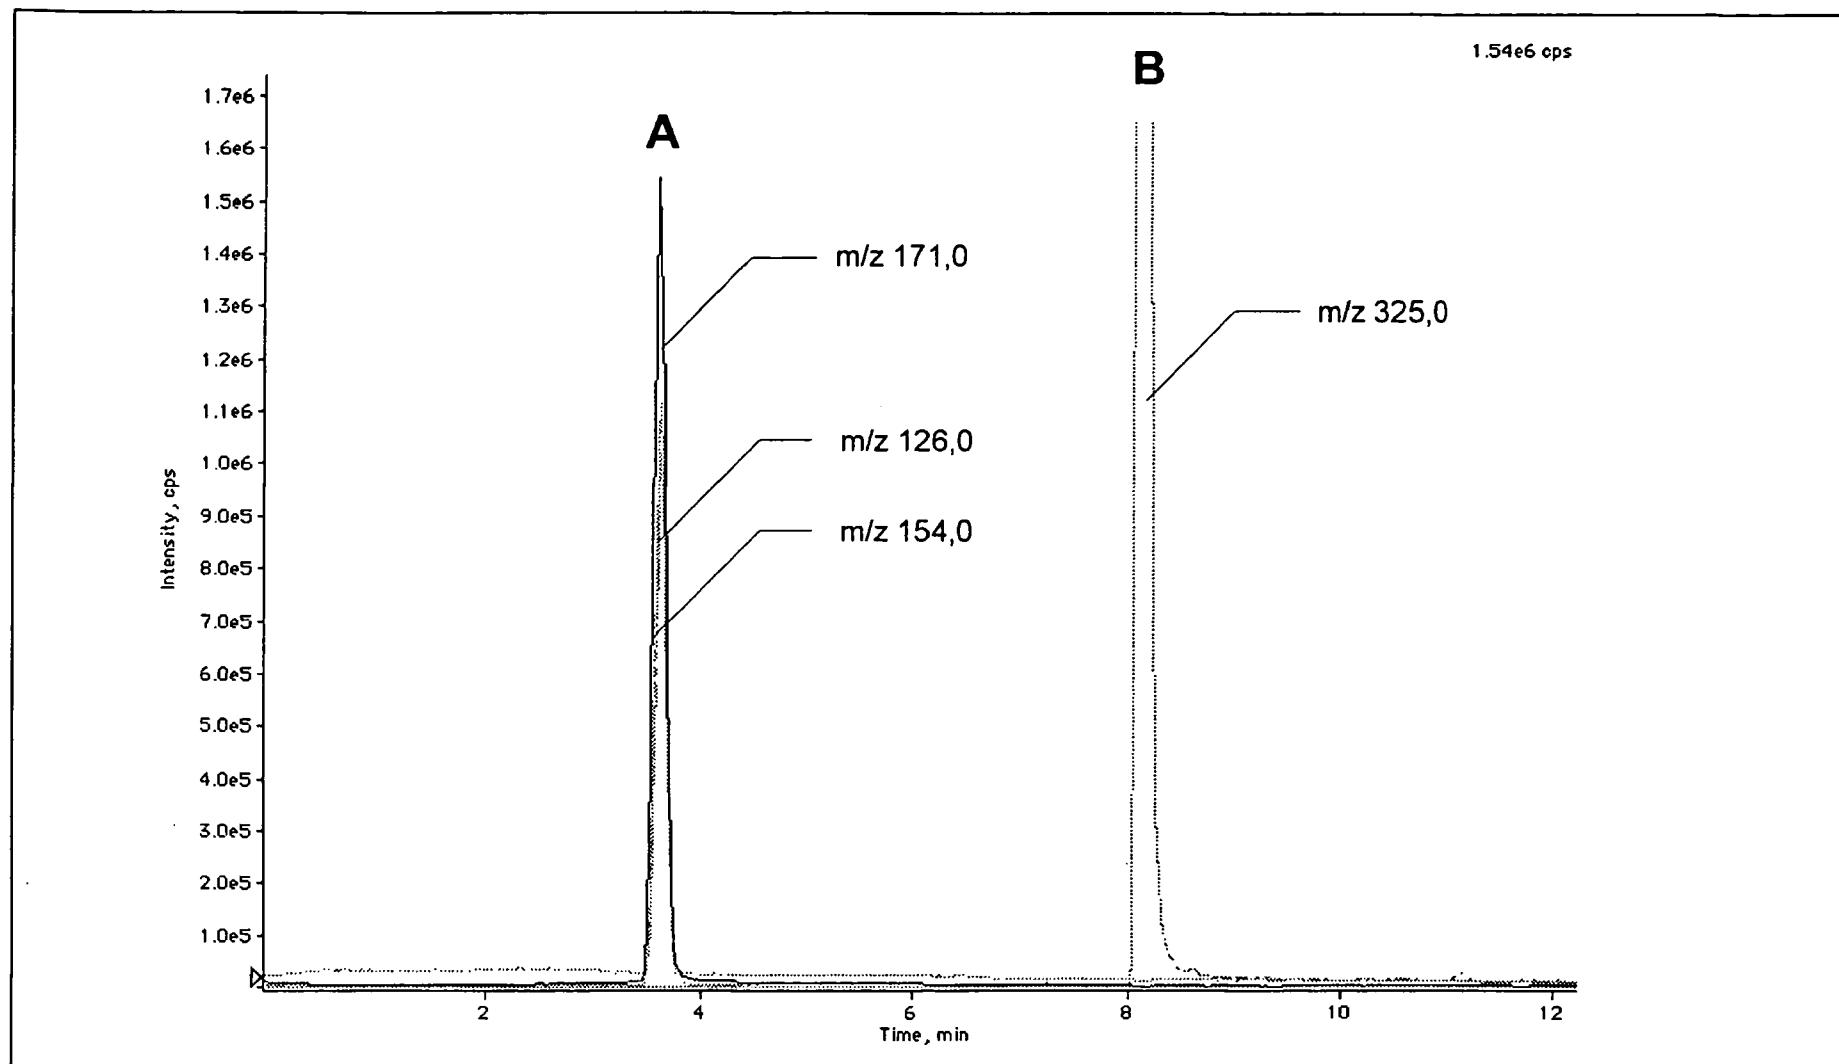 1.54e6 cps
B
A
1.7e6
1.6e6
1.5e6
1.4e6
1.3e6
1.2e6
1.1e6
1.0e6
9.0e5
8.0e5
7.0e5
6.0e5
5.0e5
4.0e5
3.0e5
2.0e5
1.0e5
Intensity, cps
m/z 171,0
m/z 126,0
m/z 154,0
m/z 325,0
2
4
6
8
10
12
Time, min